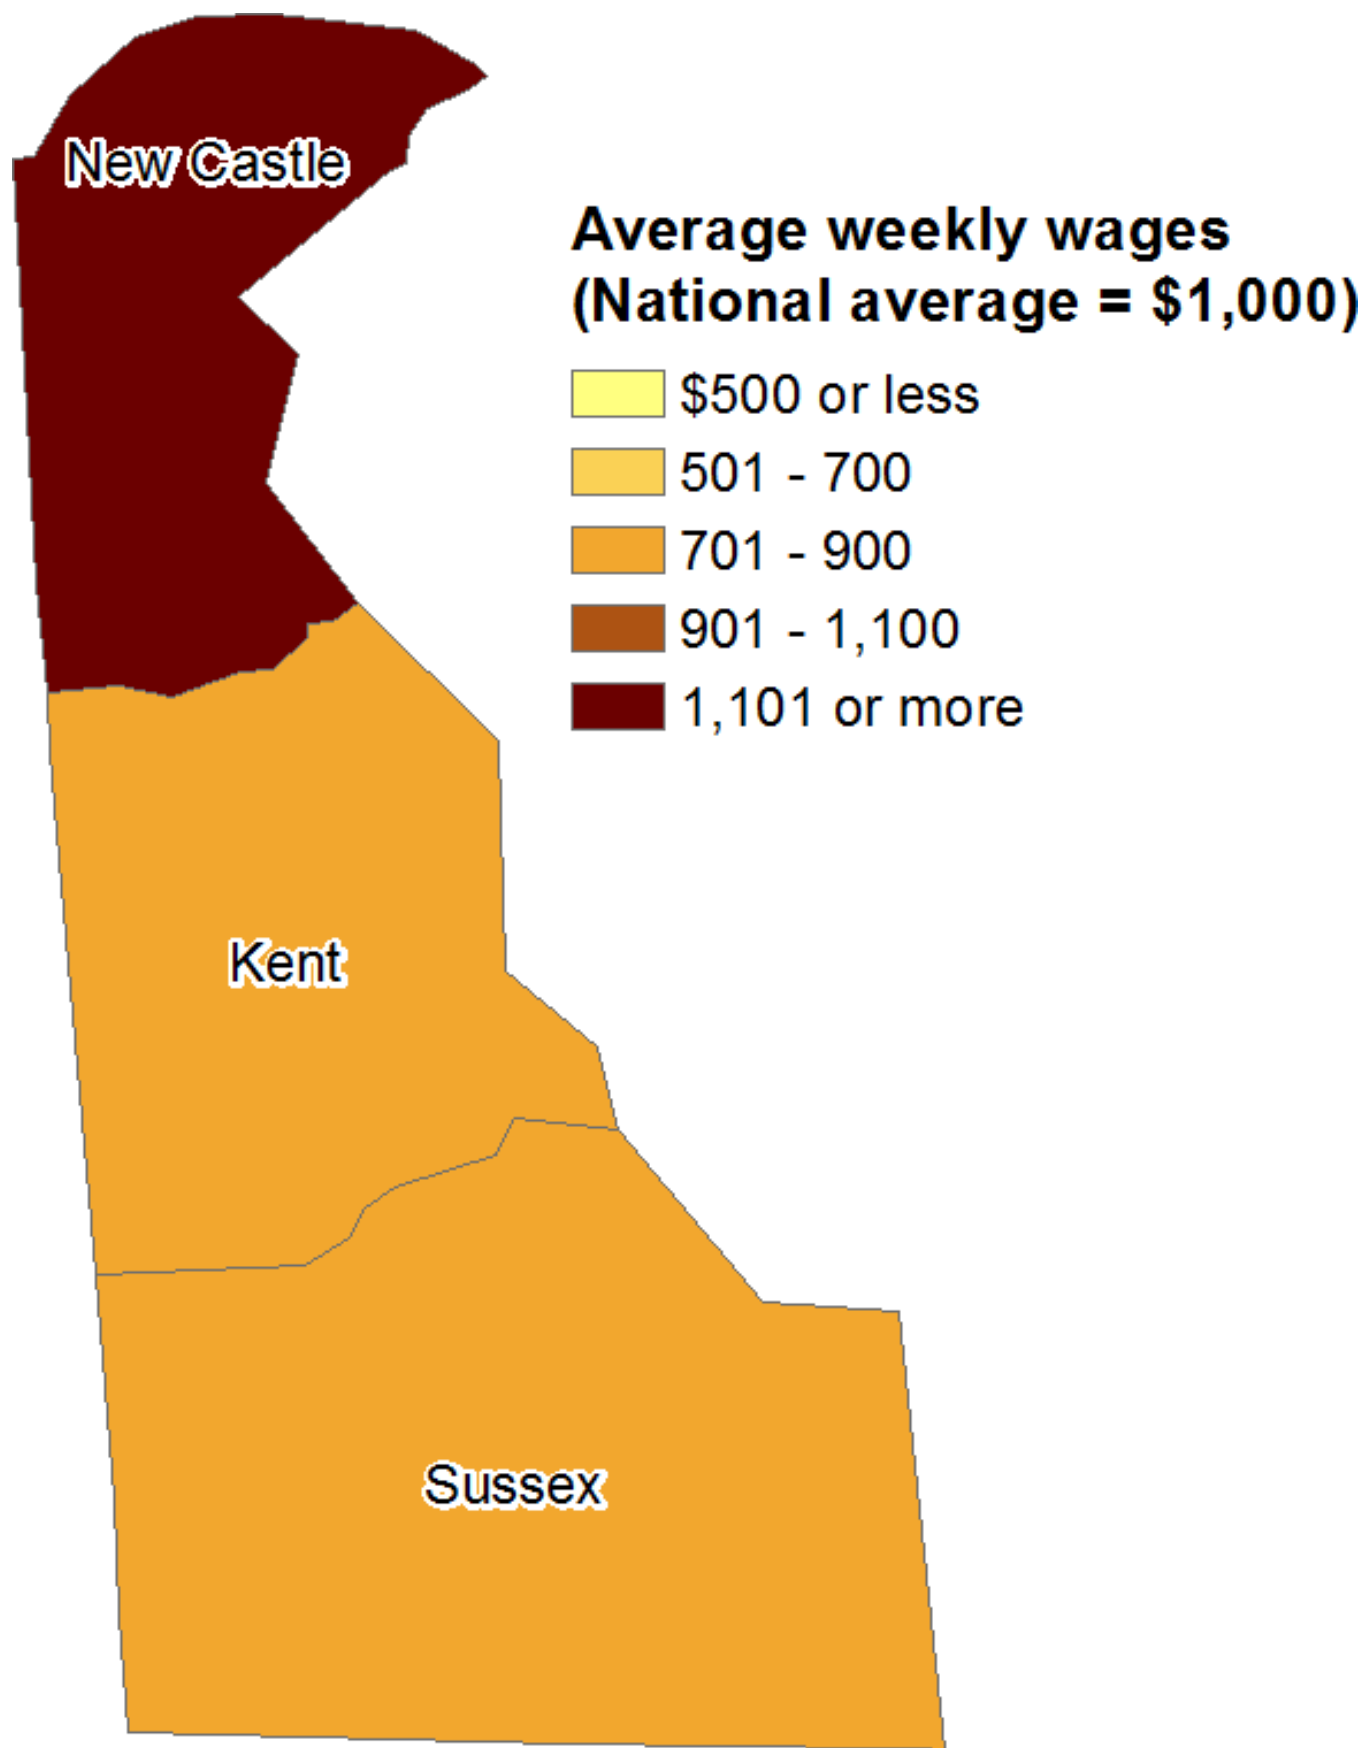 New Castle
Average weekly wages
(National average = $1,000)
$500 or less
501 - 700
701 - 900
901 - 1,100
1,101 or more
Kent
Sussex